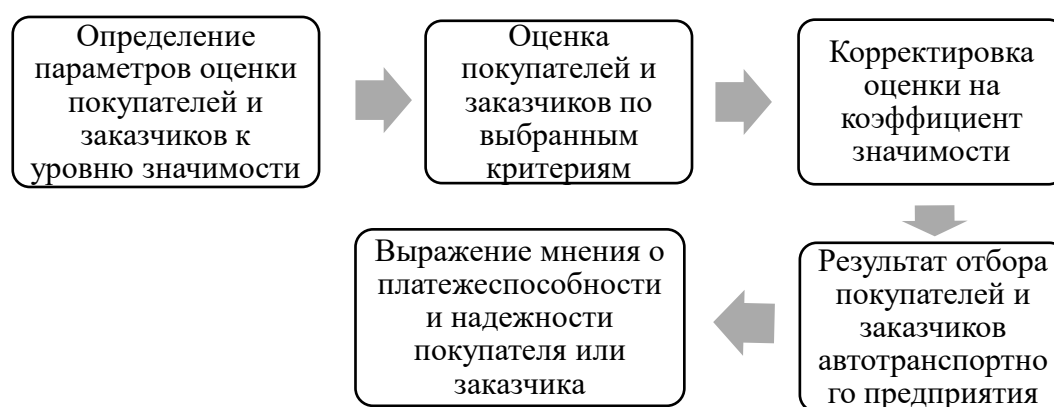 Определение
параметров оценки
покупателей и
заказчиков к
уровню значимости
Оценка
покупателей и
заказчиков по
выбранным
критериям
Корректировка
оценки на
коэффициент
значимости
Результат отбора
покупателей и
заказчиков
автотранспортно
го предприятия
Выражение мнения о
платежеспособности
и надежности
покупателя или
заказчика